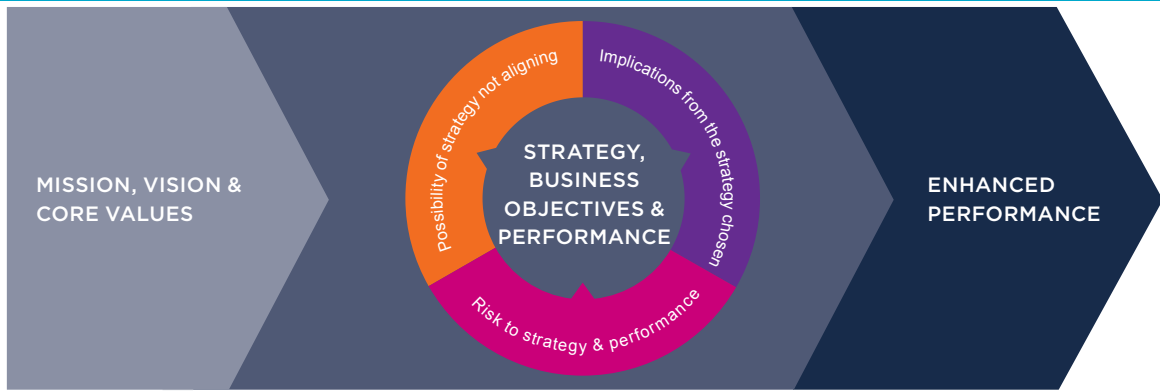 MISSION, VISION &
CORE VALUES
Possibility of strategy not aligning
Implications from the strategy chosen
STRATEGY,
BUSINESS
OBJECTIVES &
PERFORMANCE
Risk to strategy & performance
ENHANCED
PERFORMANCE